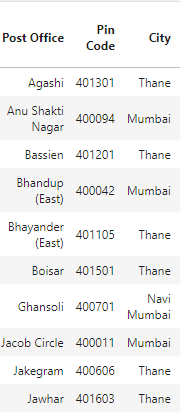 Post Office Pin Code City
Agashi 401301 Thane
Anu Shakti Nagar 400094 Mumbai
Bassien 401201 Thane
Bhandup (East) 400042 Mumbai
Bhayander (East) 401105 Thane
Boisar 401501 Thane
Ghansoli 400701 Navi Mumbai
Jacob Circle 400011 Mumbai
Jakegram 400606 Thane
Jawhar 401603 Thane